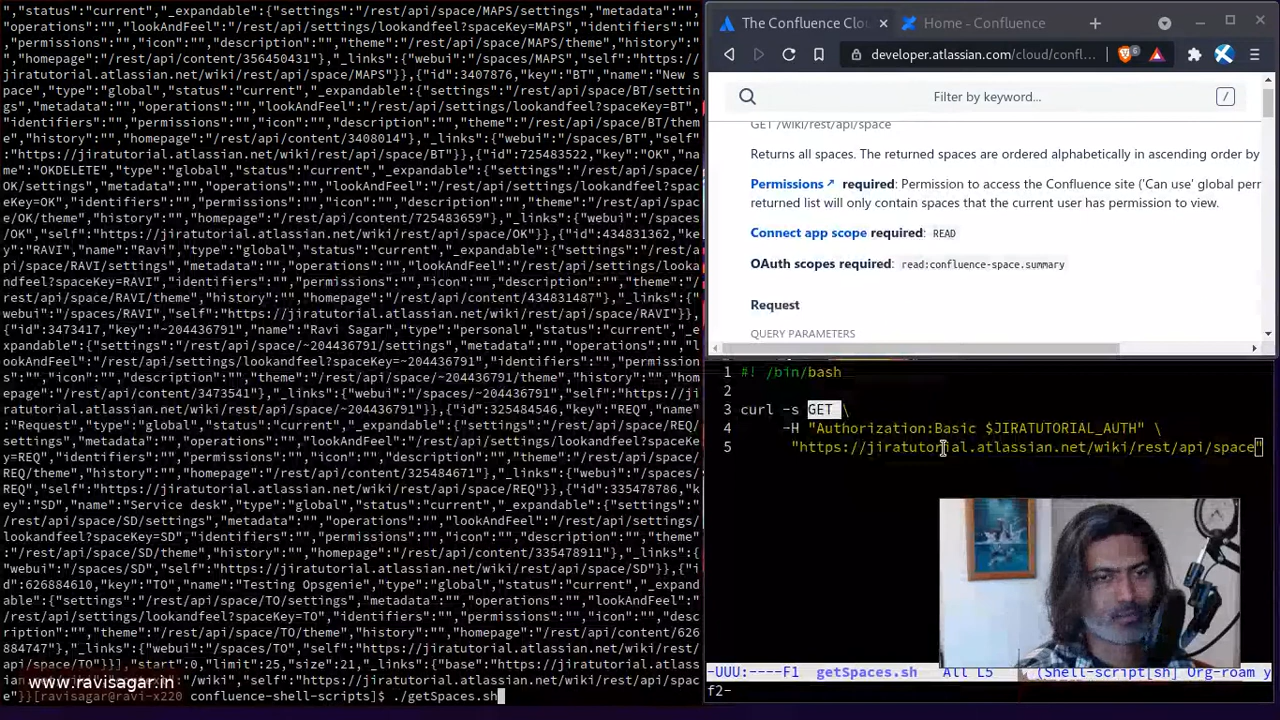 ","status":"current","_expandable":{"settings":"/rest/api/space/MAPS/settings","metadata":"","
operations":"","lookAndFeel":"/rest/api/settings/lookandfeel?spaceKey=MAPS","identifiers":"",
"permissions":"","icon":"","description":"","theme":"/rest/api/space/MAPS/theme","history":""
,"homepage":"/rest/api/content/356450431"},"_links":{"webui":"/spaces/MAPS","self":"https://
jiratutorial.atlassian.net/wiki/rest/api/space/MAPS"}},{"id":3407876,"key":"BT","name":"New s
pace","type":"global","status":"current","_expandable":{"settings":"/rest/api/space/BT/settin
gs","metadata":"","operations":"","lookAndFeel":"/rest/api/settings/lookandfeel?spaceKey=BT",
"identifiers":"","permissions":"","icon":"","description":"","theme":"/rest/api/space/BT/them
e","history":"","homepage":"/rest/api/content/3408014"},"_links":{"webui":"/spaces/BT","self"
:"https://jiratutorial.atlassian.net/wiki/rest/api/space/BT"}},{"id":725483522,"key":"OK","na
me":"OKDELETE","type":"global","status":"current","_expandable":{"settings":"/rest/api/space/
OK/settings","metadata":"","operations":"","lookAndFeel":"/rest/api/settings/lookandfeel?spac
eKey=OK","identifiers":"","permissions":"","icon":"","description":"","theme":"/rest/api/spac
e/OK/theme","history":"","homepage":"/rest/api/content/725483659"},"_links":{"webui":"/spaces
/OK","self":"https://jiratutorial.atlassian.net/wiki/rest/api/space/OK"}},{"id":434831362,"ke
y":"RAVI","name":"Ravi","type":"global","status":"current","_expandable":{"settings":"/rest/a
pi/space/RAVI/settings","metadata":"","operations":"","lookAndFeel":"/rest/api/settings/looka
ndfeel?spaceKey=RAVI","identifiers":"","permissions":"","icon":"","description":"","theme":"/
rest/api/space/RAVI/theme","history":"","homepage":"/rest/api/content/434831487"},"_links":{"
webui":"/spaces/RAVI","self":"https://jiratutorial.atlassian.net/wiki/rest/api/space/RAVI"}},
{"id":3473417,"key":"~204436791","name":"Ravi Sagar","type":"personal","status":"current","_e
xpandable":{"settings":"/rest/api/space/~204436791/settings","metadata":"","operations":"","l
ookAndFeel":"/rest/api/settings/lookandfeel?spaceKey=~204436791","identifiers":"","permission
s":"","icon":"","description":"","theme":"/rest/api/space/~204436791/theme","history":"","hom
epage":"/rest/api/content/3473541"},"_links":{"webui":"/spaces/~204436791","self":"https://ji
ratutorial.atlassian.net/wiki/rest/api/space/~204436791"}},{"id":325484546,"key":"REQ","name"
:"Request","type":"global","status":"current","_expandable":{"settings":"/rest/api/space/REQ/
settings","metadata":"","operations":"","lookAndFeel":"/rest/api/settings/lookandfeel?spaceK
ey=REQ","identifiers":"","permissions":"","icon":"","description":"","theme":"/rest/api/space
/REQ/theme","history":"","homepage":"/rest/api/content/325484671"},"_links":{"webui":"/spaces
/REQ","self":"https://jiratutorial.atlassian.net/wiki/rest/api/space/REQ"}},{"id":335478786,"k
ey":"SD","name":"Service desk","type":"global","status":"current","_expandable":{"settings":"
/rest/api/space/SD/settings","metadata":"","operations":"","lookAndFeel":"/rest/api/settings/
lookandfeel?spaceKey=SD","identifiers":"","permissions":"","icon":"","description":"","theme"
:"/rest/api/space/SD/theme","history":"","homepage":"/rest/api/content/335478911"},"_links":{
"webui":"/spaces/SD","self":"https://jiratutorial.atlassian.net/wiki/rest/api/space/SD"}},{"i
d":626884610,"key":"TO","name":"Testing Opsgenie","type":"global","status":"current","_expand
able":{"settings":"/rest/api/space/TO/settings","metadata":"","operations":"","lookAndFeel":"
/rest/api/settings/lookandfeel?spaceKey=TO","identifiers":"","permissions":"","icon":"","desc
ription":"","theme":"/rest/api/space/TO/theme","history":"","homepage":"/rest/api/content/626
884747"},"_links":{"webui":"/spaces/TO","self":"https://jiratutorial.atlassian.net/wiki/rest/
api/space/TO"}}],"start":0,"limit":25,"size":21,"_links":{"base":"https://jiratutorial.atlass
ian.net/wiki","context":"/wiki","self":"https://jiratutorial.atlassian.net/wiki/rest/api/spac
e"}}[ravisagar@ravi-x220 confluence-shell-scripts]$ ./getSpaces.sh
www.ravisagar.in
The Confluence Clou
Home - Confluence
developer.atlassian.com/cloud/confl...
6
Filter by keyword...
/
GET /wiki/rest/api/space
Returns all spaces. The returned spaces are ordered alphabetically in ascending order by
Permissions required: Permission to access the Confluence site ('Can use' global perr
returned list will only contain spaces that the current user has permission to view.
Connect app scope required: READ
OAuth scopes required: read:confluence-space.summary
Request
QUERY PARAMETERS
1 #! /bin/bash
2
3 curl -s GET \
4 -H "Authorization:Basic $JIRATUTORIAL_AUTH" \
5 "https://jiratutorial.atlassian.net/wiki/rest/api/space"
-UUU:----F1 getSpaces.sh All L5 (Shell-script[sh] Org-roam y
f2-